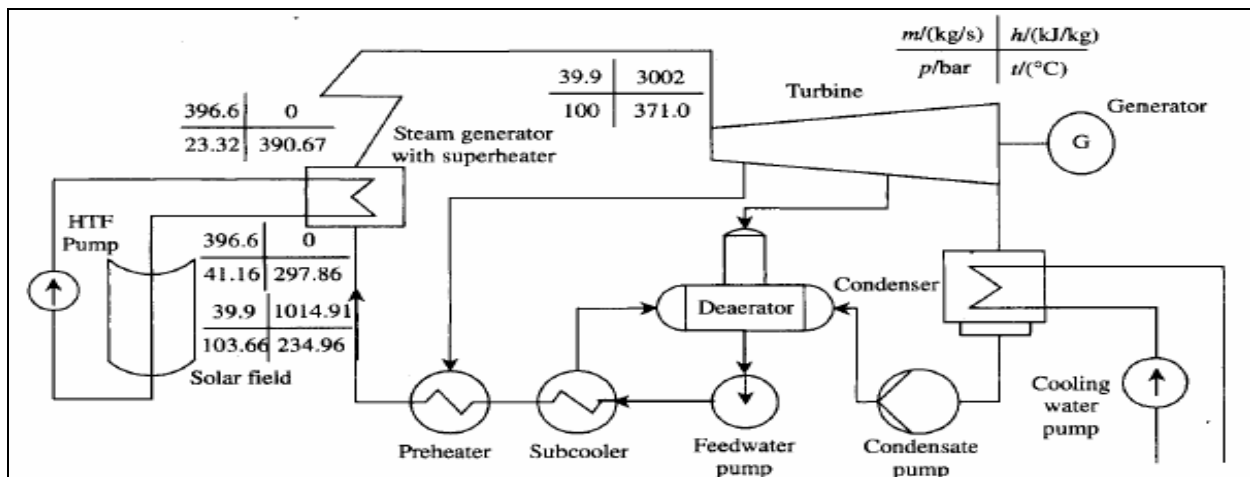 m/(kg/s) h/(kJ/kg)
p/bar t/(°C)
39.9 3002
100 371.0
Turbine
Generator
G
396.6 0
23.32 390.67
Steam generator
with superheater
HTF
Pump
396.6 0
41.16 297.86
39.9 1014.91
103.66 234.96
Solar field
Condenser
Deaerator
Cooling
water
pump
Preheater
Subcooler
Feedwater
pump
Condensate
pump